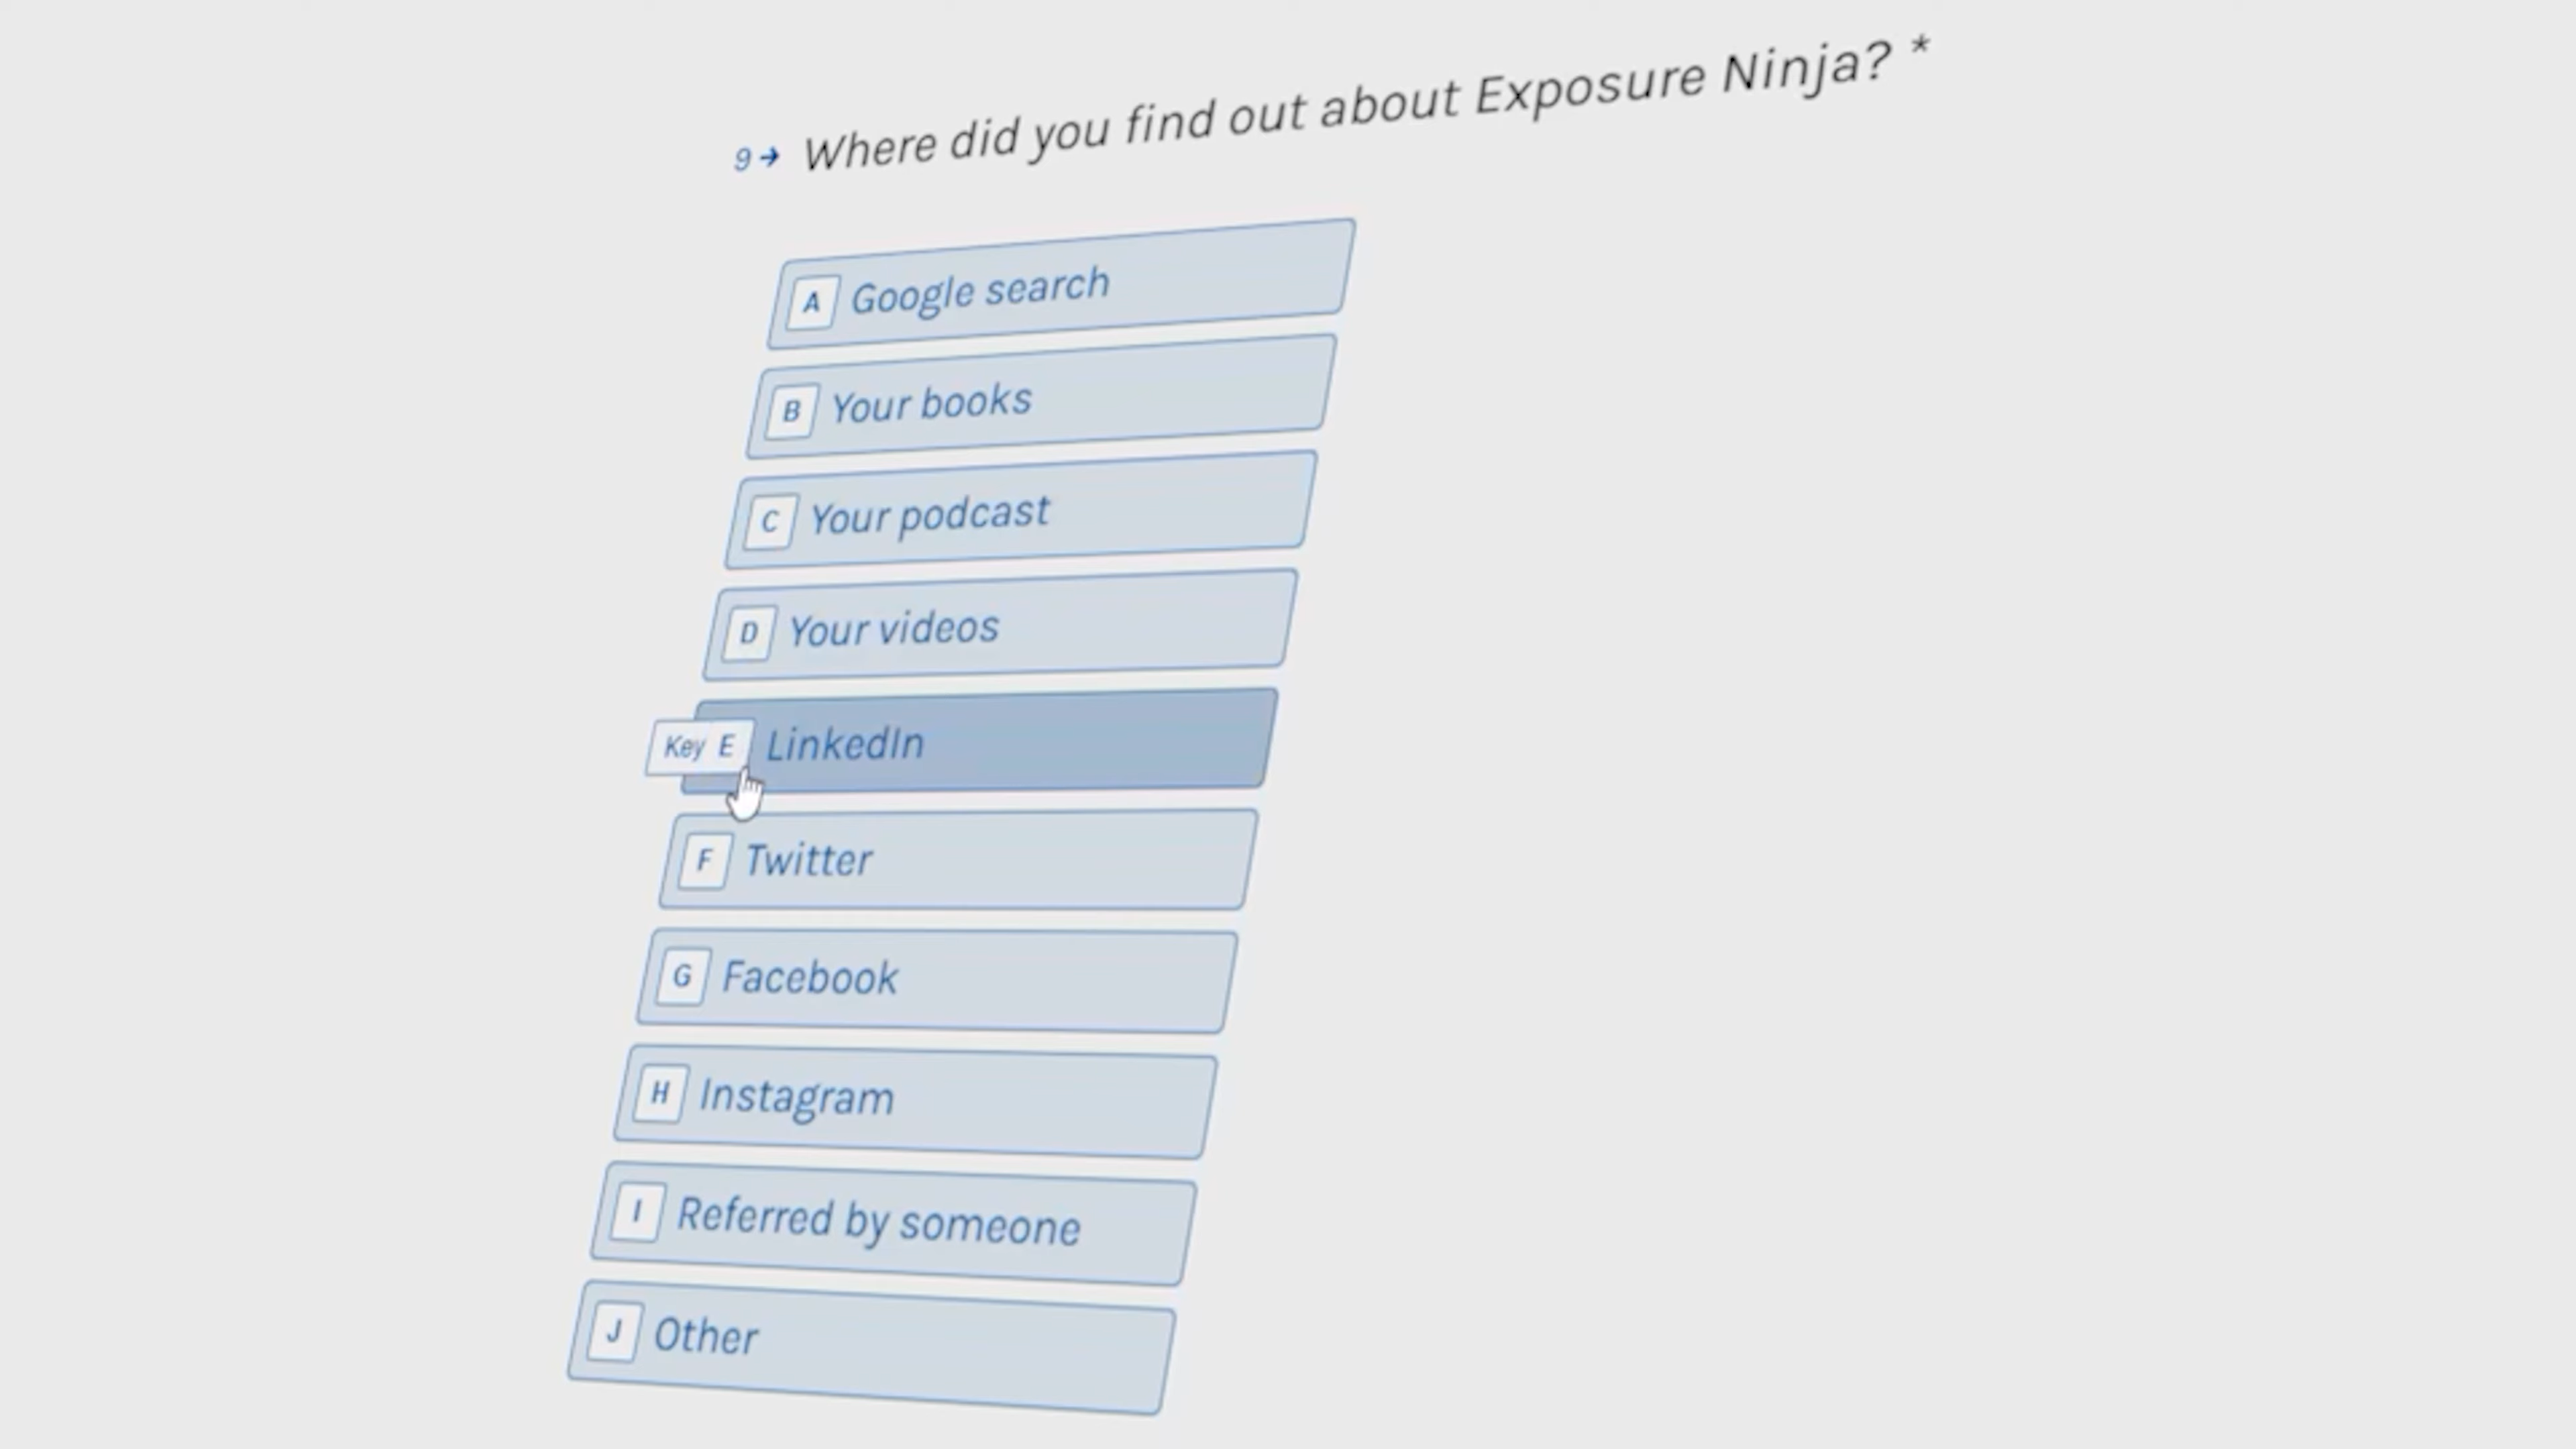 9→ Where did you find out about Exposure Ninja? *
A Google search
B Your books
C Your podcast
D Your videos
Key E LinkedIn
F Twitter
G Facebook
H Instagram
I Referred by someone
J Other